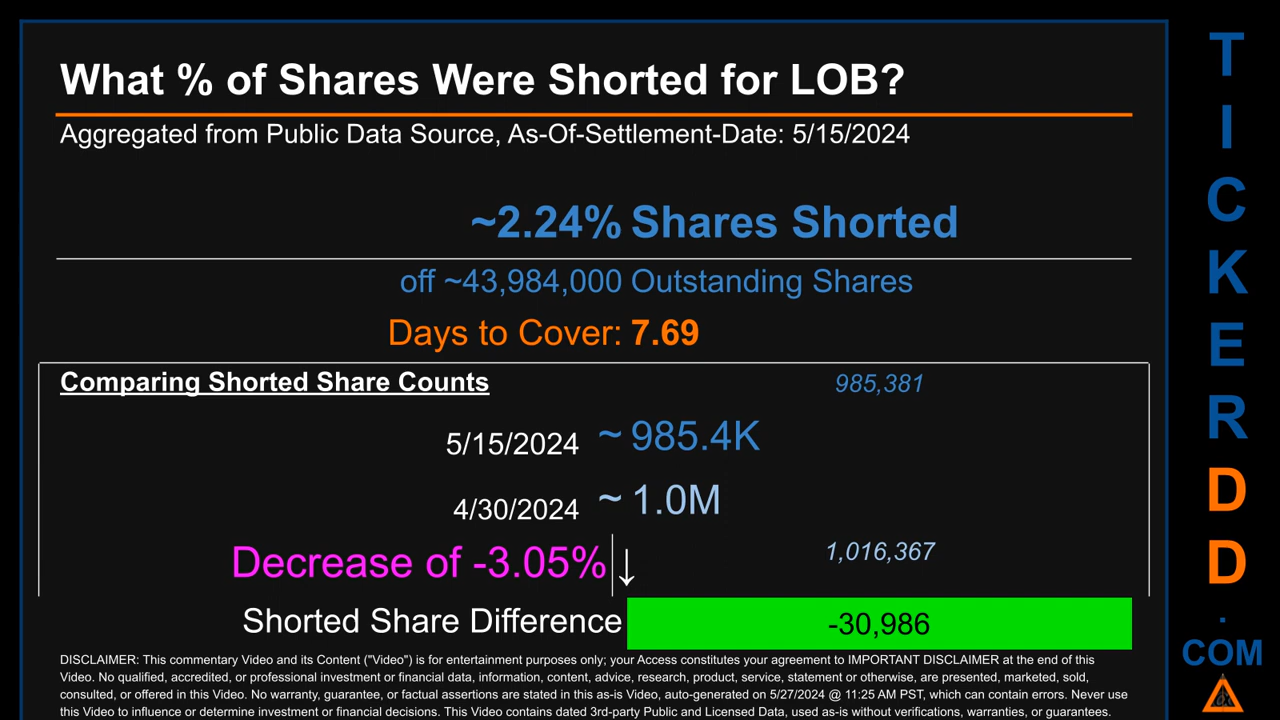 What % of Shares Were Shorted for LOB?
Aggregated from Public Data Source, As-Of-Settlement-Date: 5/15/2024
~2.24% Shares Shorted
off ~43,984,000 Outstanding Shares
Days to Cover: 7.69
Comparing Shorted Share Counts
985,381
5/15/2024 ~ 985.4K
4/30/2024 ~ 1.0M
1,016,367
Decrease of -3.05% ↓
Shorted Share Difference -30,986
DISCLAIMER: This commentary Video and its Content ("Video") is for entertainment purposes only; your Access constitutes your agreement to IMPORTANT DISCLAIMER at the end of this
Video. No qualified, accredited, or professional investment or financial data, information, content, advice, research, product, service, statement or otherwise, are presented, marketed, sold,
consulted, or offered in this Video. No warranty, guarantee, or factual assertions are stated in this as-is Video, auto-generated on 5/27/2024 @ 11:25 AM PST, which can contain errors. Never use
this Video to influence or determine investment or financial decisions. This Video contains dated 3rd-party Public and Licensed Data, used as-is without verifications, warranties, or guarantees.
T
I
C
K
E
R
D
D
.
COM